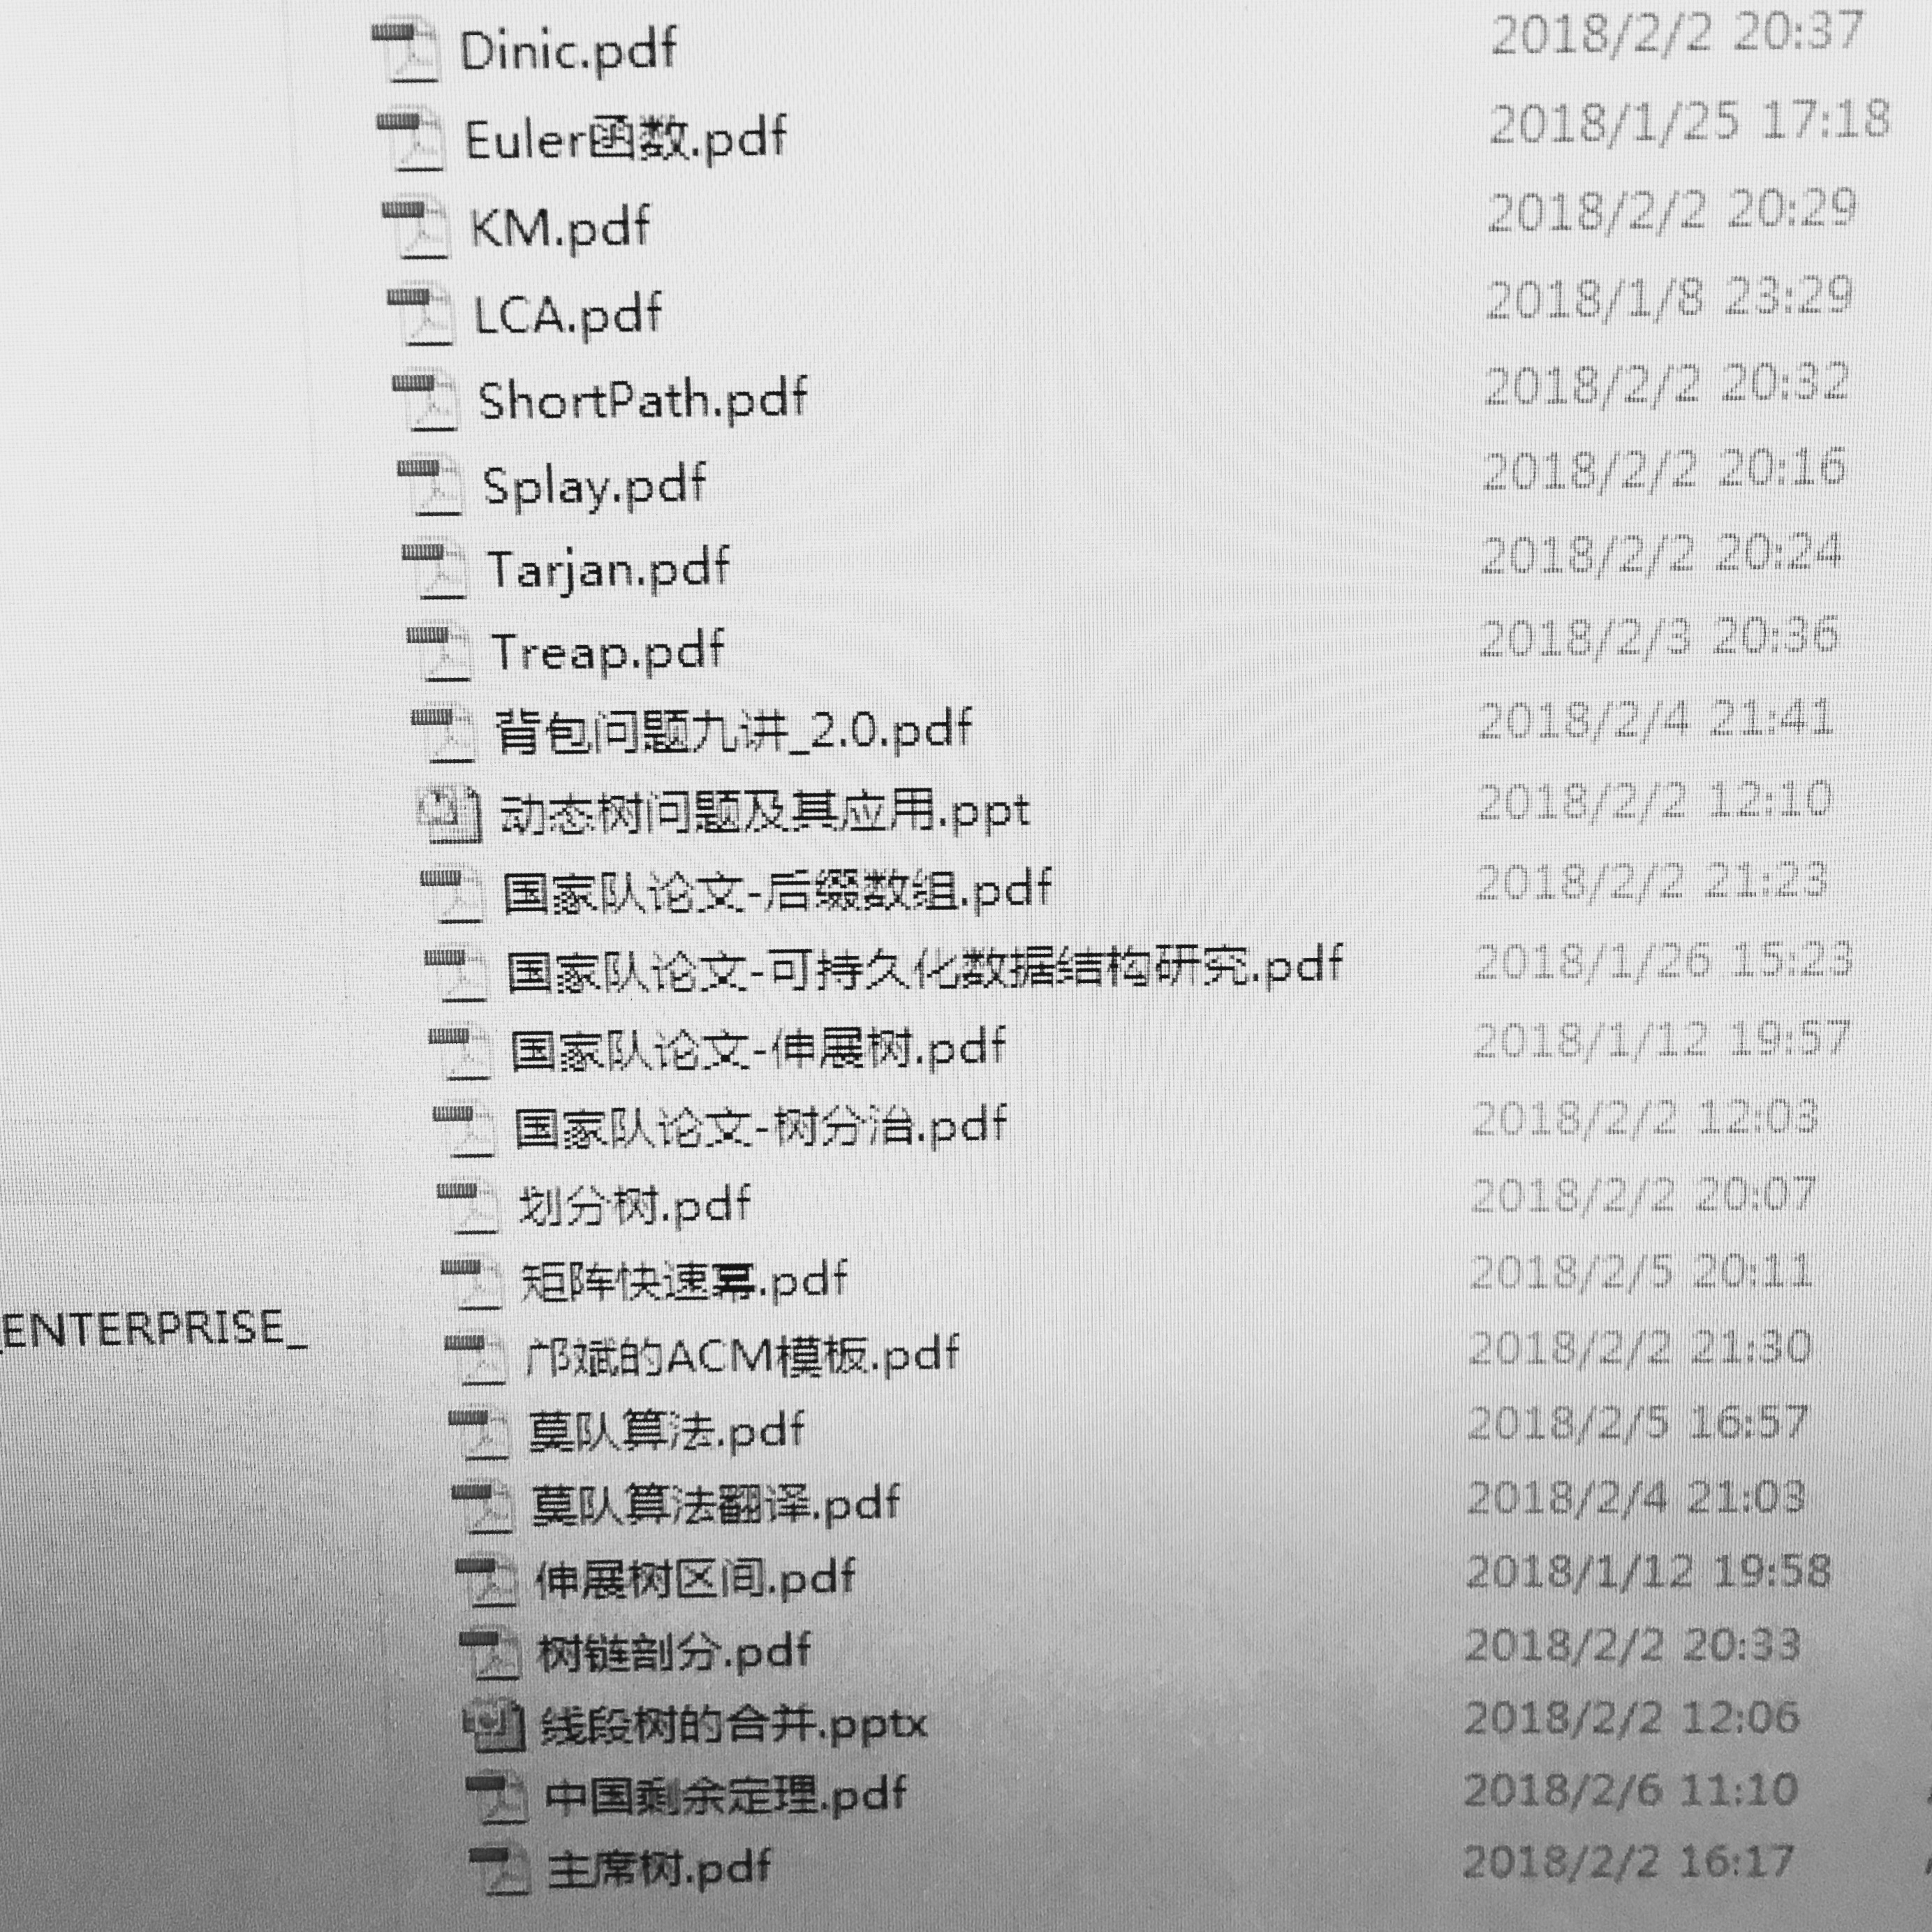 Dinic.pdf 2018/2/2 20:37
Euler函数.pdf 2018/1/25 17:18
KM.pdf 2018/2/2 20:29
LCA.pdf 2018/1/8 23:29
ShortPath.pdf 2018/2/2 20:32
Splay.pdf 2018/2/2 20:16
Tarjan.pdf 2018/2/2 20:24
Treap.pdf 2018/2/3 20:36
背包问题九讲_2.0.pdf 2018/2/4 21:41
动态树问题及其应用.ppt 2018/2/2 12:10
国家队论文-后缀数组.pdf 2018/2/2 21:23
国家队论文-可持久化数据结构研究.pdf 2018/1/26 15:23
国家队论文-伸展树.pdf 2018/1/12 19:57
国家队论文-树分治.pdf 2018/2/2 12:03
划分树.pdf 2018/2/2 20:07
矩阵快速幂.pdf 2018/2/5 20:11
_ENTERPRISE_
邝斌的ACM模板.pdf 2018/2/2 21:30
莫队算法.pdf 2018/2/5 16:57
莫队算法翻译.pdf 2018/2/4 21:03
伸展树区间.pdf 2018/1/12 19:58
树链剖分.pdf 2018/2/2 20:33
线段树的合并.pptx 2018/2/2 12:06
中国剩余定理.pdf 2018/2/6 11:10
主席树.pdf 2018/2/2 16:17